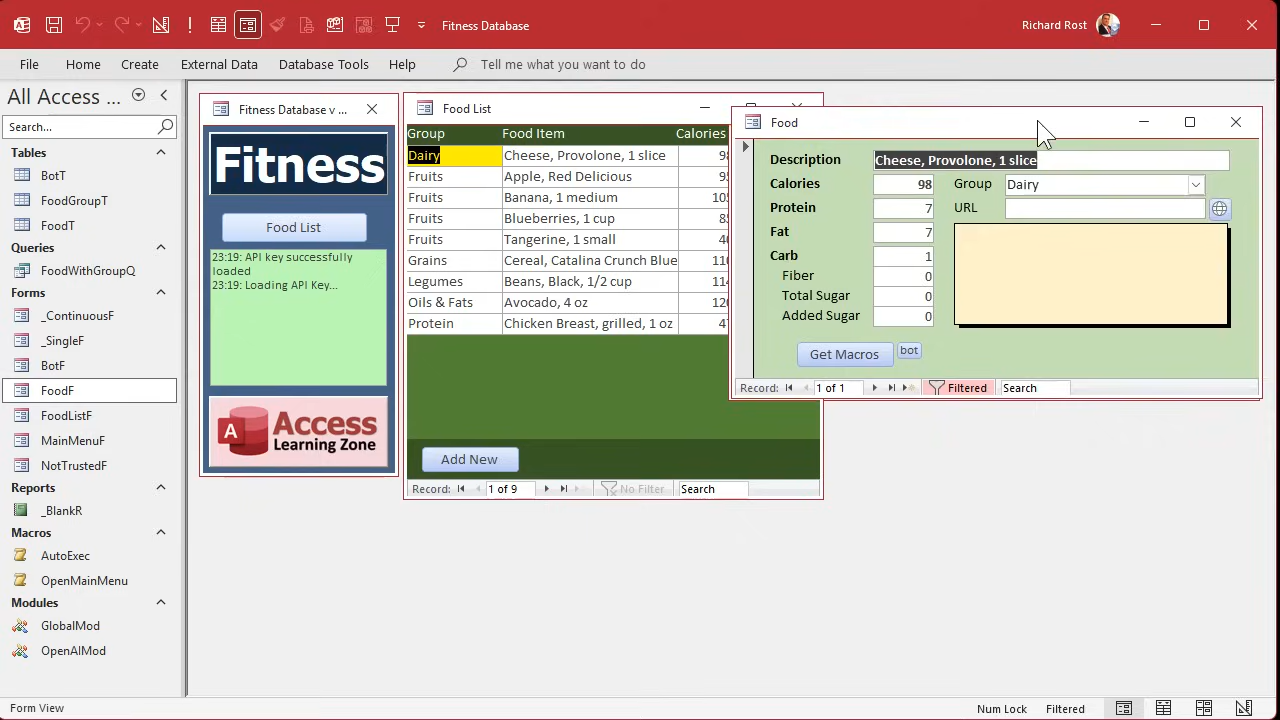 Fitness Database
Richard Rost
File Home Create External Data Database Tools Help Tell me what you want to do
All Access ...
Search...
Tables
BotT
FoodGroupT
FoodT
Queries
FoodWithGroupQ
Forms
_ContinuousF
_SingleF
BotF
FoodF
FoodListF
MainMenuF
NotTrustedF
Reports
_BlankR
Macros
AutoExec
OpenMainMenu
Modules
GlobalMod
OpenAIMod
Fitness Database v ...
Fitness
Food List
23:19: API key successfully
loaded
23:19: Loading API Key...
A Access
Learning Zone
Food List
Group Food Item Calories
Dairy Cheese, Provolone, 1 slice 98
Fruits Apple, Red Delicious 95
Fruits Banana, 1 medium 105
Fruits Blueberries, 1 cup 85
Fruits Tangerine, 1 small
Grains Cereal, Catalina Crunch Blue 110
Legumes Beans, Black, 1/2 cup 114
Oils & Fats Avocado, 4 oz 120
Protein Chicken Breast, grilled, 1 oz 47
Add New
Record: 1 of 9 No Filter Search
Food
Description Cheese, Provolone, 1 slice
Calories 98 Group Dairy
Protein 7 URL
Fat 7
Carb 1
Fiber 0
Total Sugar 0
Added Sugar 0
Get Macros bot
Record: 1 of 1 Filtered Search
Form View
Num Lock Filtered